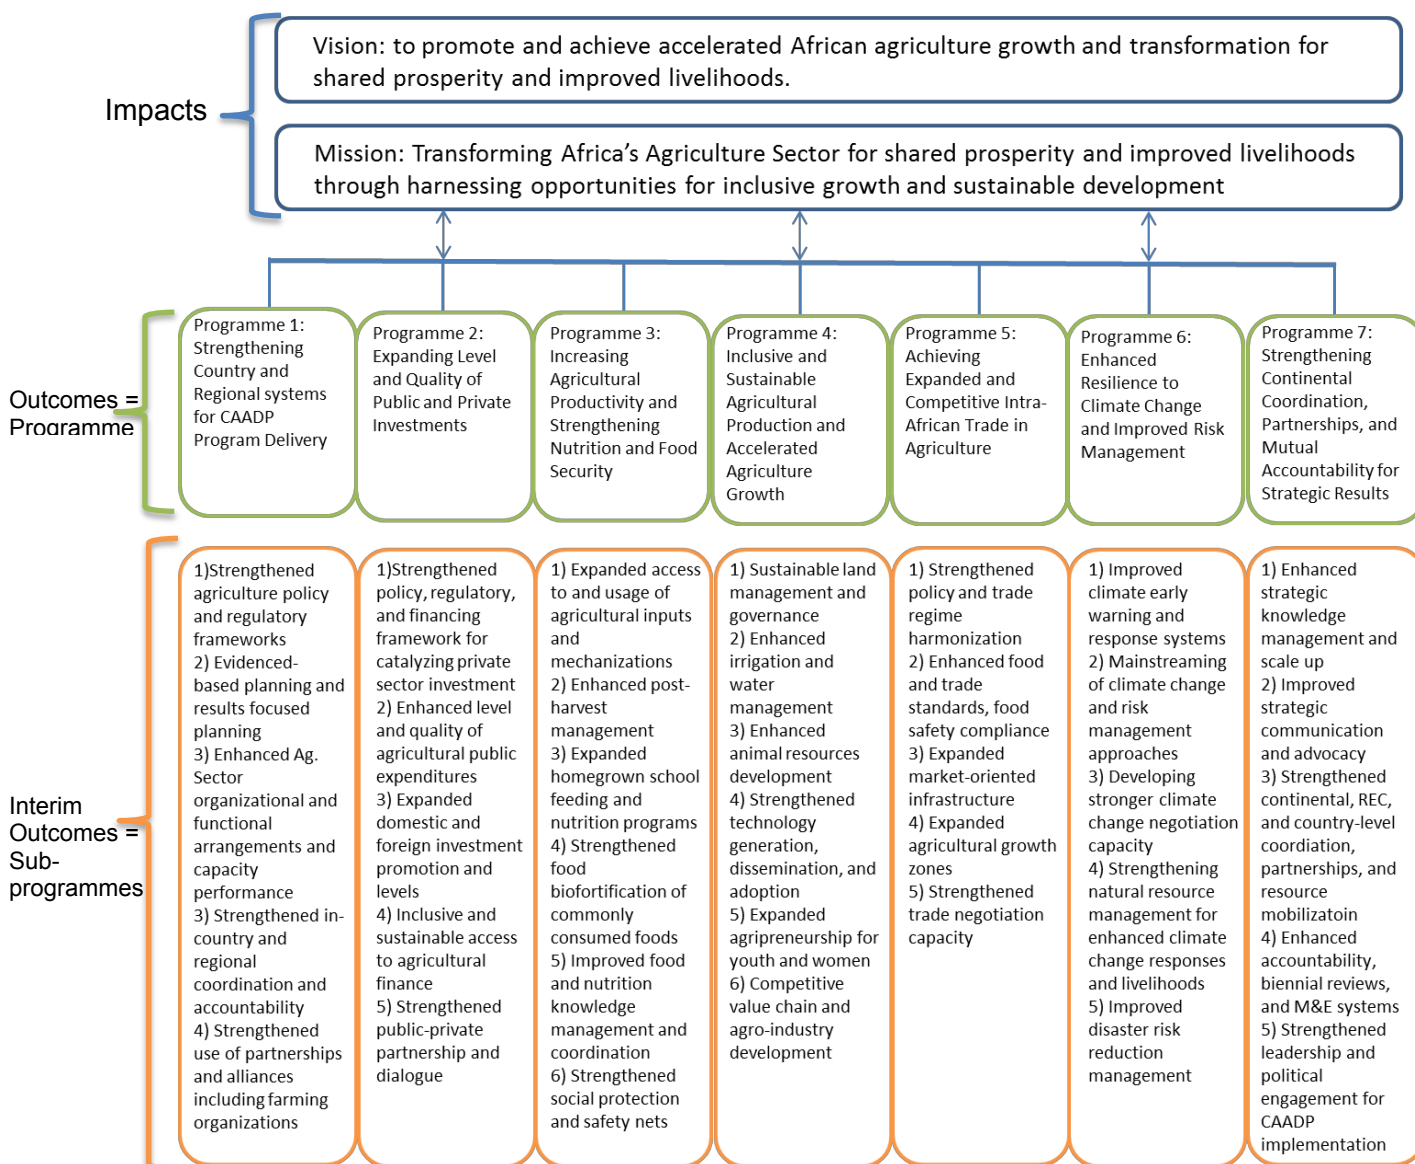 Vision: to promote and achieve accelerated African agriculture growth and transformation for
shared prosperity and improved livelihoods.
Impacts
Mission: Transforming Africa's Agriculture Sector for shared prosperity and improved livelihoods
through harnessing opportunities for inclusive growth and sustainable development
Outcomes =
Programme
Programme 1:
Strengthening
Country and
Regional systems
for CAADP
Program Delivery
Programme 2:
Expanding Level
and Quality of
Public and Private
Investments
Programme 3:
Increasing
Agricultural
Productivity and
Strengthening
Nutrition and Food
Security
Programme 4:
Inclusive and
Sustainable
Agricultural
Production and
Accelerated
Agriculture
Growth
Programme 5:
Achieving
Expanded and
Competitive Intra-
African Trade in
Agriculture
Programme 6:
Enhanced
Resilience to
Climate Change
and Improved Risk
Management
Programme 7:
Strengthening
Continental
Coordination,
Partnerships, and
Mutual
Accountability for
Strategic Results
Interim
Outcomes =
Sub-
programmes
1)Strengthened
agriculture policy
and regulatory
frameworks
2) Evidenced-
based planning and
results focused
planning
3) Enhanced Ag.
Sector
organizational and
functional
arrangements and
capacity
performance
3) Strengthened in-
country and
regional
coordination and
accountability
4) Strengthened
use of partnerships
and alliances
including farming
organizations
1)Strengthened
policy, regulatory,
and financing
framework for
catalyzing private
sector investment
2) Enhanced level
and quality of
agricultural public
expenditures
3) Expanded
domestic and
foreign investment
promotion and
levels
4) Inclusive and
sustainable access
to agricultural
finance
5) Strengthened
public-private
partnership and
dialogue
1) Expanded access
to and usage of
agricultural inputs
and
mechanizations
2) Enhanced post-
harvest
management
3) Expanded
homegrown school
feeding and
nutrition programs
4) Strengthened
food
biofortification of
commonly
consumed foods
5) Improved food
and nutrition
knowledge
management and
coordination
6) Strengthened
social protection
and safety nets
1) Sustainable land
management and
governance
2) Enhanced
irrigation and
water
management
3) Enhanced
animal resources
development
4) Strengthened
technology
generation,
dissemination, and
adoption
5) Expanded
agripreneurship for
youth and women
6) Competitive
value chain and
agro-industry
development
1) Strengthened
policy and trade
regime
harmonization
2) Enhanced food
and trade
standards, food
safety compliance
3) Expanded
market-oriented
infrastructure
4) Expanded
agricultural growth
zones
5) Strengthened
trade negotiation
capacity
1) Improved
climate early
warning and
response systems
2) Mainstreaming
of climate change
and risk
management
approaches
3) Developing
stronger climate
change negotiation
capacity
4) Strengthening
natural resource
management for
enhanced climate
change responses
and livelihoods
5) Improved
disaster risk
reduction
management
1) Enhanced
strategic
knowledge
management and
scale up
2) Improved
strategic
communication
and advocacy
3) Strengthened
continental, REC,
and country-level
coordiation,
partnerships, and
resource
mobilizatoin
4) Enhanced
accountability,
biennial reviews,
and M&E systems
5) Strengthened
leadership and
political
engagement for
CAADP
implementation